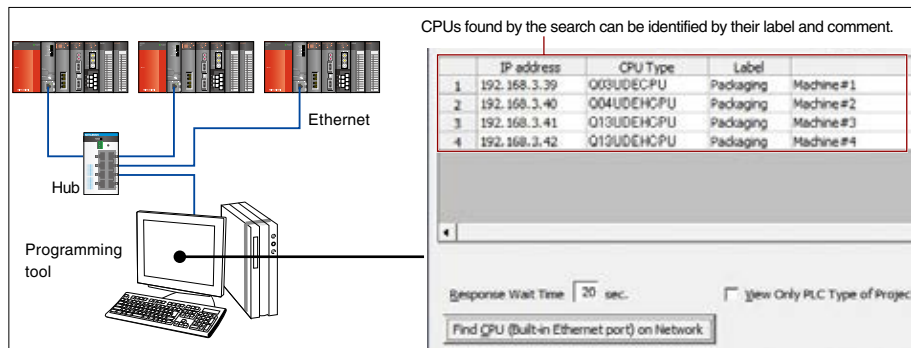 CPUs found by the search can be identified by their label and comment.
Ethernet
Hub
Programming
tool
IP address CPU Type Label
1 192.168.3.39 Q03UDECPU Packaging Machine#1
2 192.168.3.40 Q04UDEHCPU Packaging Machine#2
3 192.168.3.41 Q13UDEHCPU Packaging Machine#3
4 192.168.3.42 Q13UDEHCPU Packaging Machine#4
Response Wait Time 20 sec. View Only PLC Type of Projec
Find CPU (Built-in Ethernet port) on Network